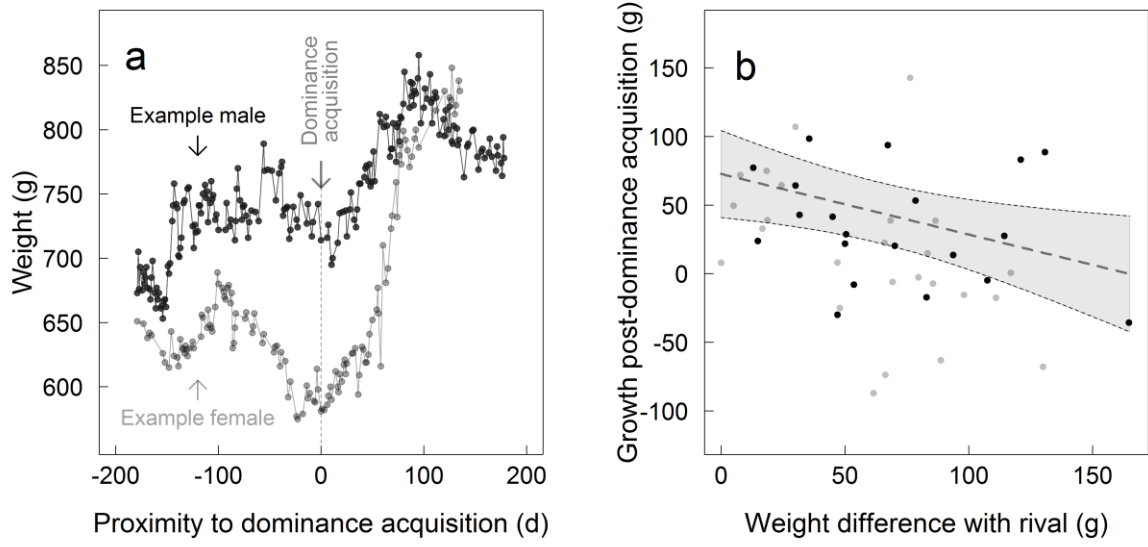 a
Weight (g)
850
800
750
700
650
600
Example male
Dominance
acquisition
Example female
-200
-100
0
100
200
Proximity to dominance acquisition (d)
b
Growth post-dominance acquisition (g)
150
100
50
0
-50
-100
0
50
100
150
Weight difference with rival (g)